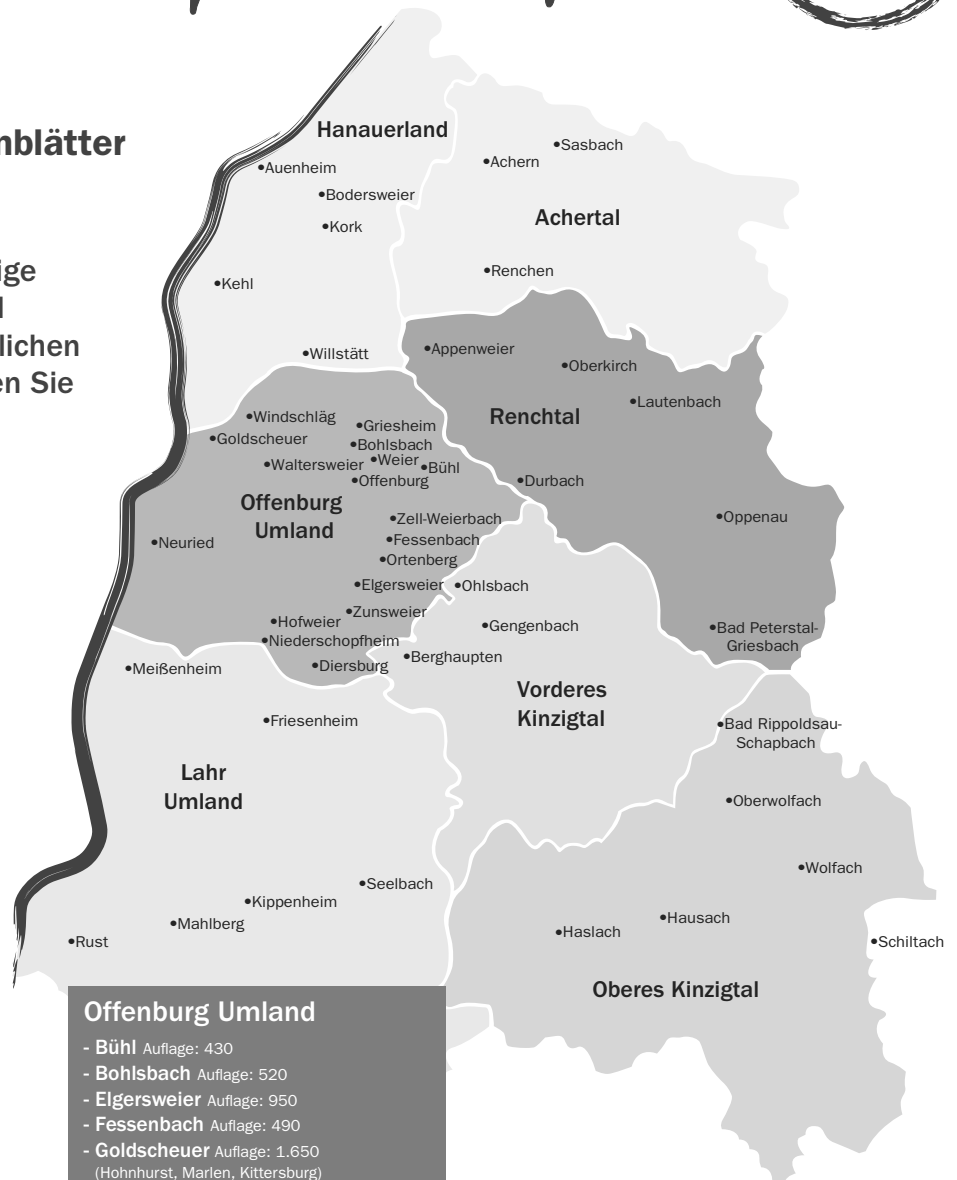 Hanauerland
nblätter
•Sasbach
•Achern
•Auenheim
•Bodersweier
Achertal
•Kork
ige
•Renchen
•Kehl
lichen
•Appenweier
•Willstätt
•Oberkirch
en Sie
•Lautenbach
Renchtal
•Windschläg
•Griesheim
•Goldscheuer
•Bohlsbach
•Weier
•Waltersweier
•Bühl
•Offenburg
•Durbach
Offenburg
Umland
•Zell-Weierbach
•Oppenau
•Fessenbach
•Neuried
•Ortenberg
•Elgersweier
•Ohlsbach
•Zunsweier
•Hofweier
•Gengenbach
•Bad Peterstal-
Griesbach
•Niederschopfheim
•Berghaupten
•Diersburg
•Meißenheim
Vorderes
Kinzigtal
•Friesenheim
•Bad Rippoldsau-
Schapbach
Lahr
Umland
•Oberwolfach
•Wolfach
•Seelbach
•Kippenheim
•Mahlberg
•Hausach
•Haslach
•Rust
•Schiltach
Oberes Kinzigtal
Offenburg Umland
- Bühl Auflage: 430
- Bohlsbach Auflage: 520
- Elgersweier Auflage: 950
- Fessenbach Auflage: 490
- Goldscheuer Auflage: 1.650
(Hohnhurst, Marlen, Kittersburg)